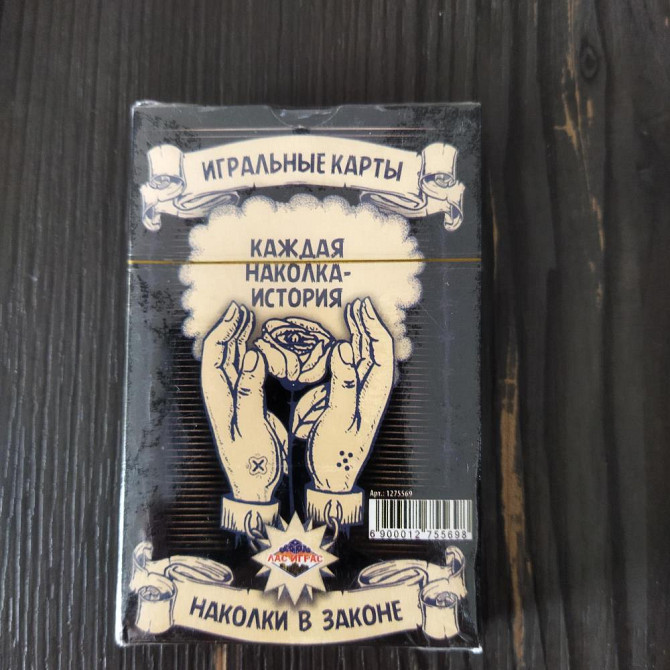 ИГРАЛЬНЫЕ КАРТЫ
КАЖДАЯ
НАКОЛКА-
ИСТОРИЯ
Арт.: 1275569
6 900012 755698
ЛАС ИГРАС
НАКОЛКИ В ЗАКОНЕ